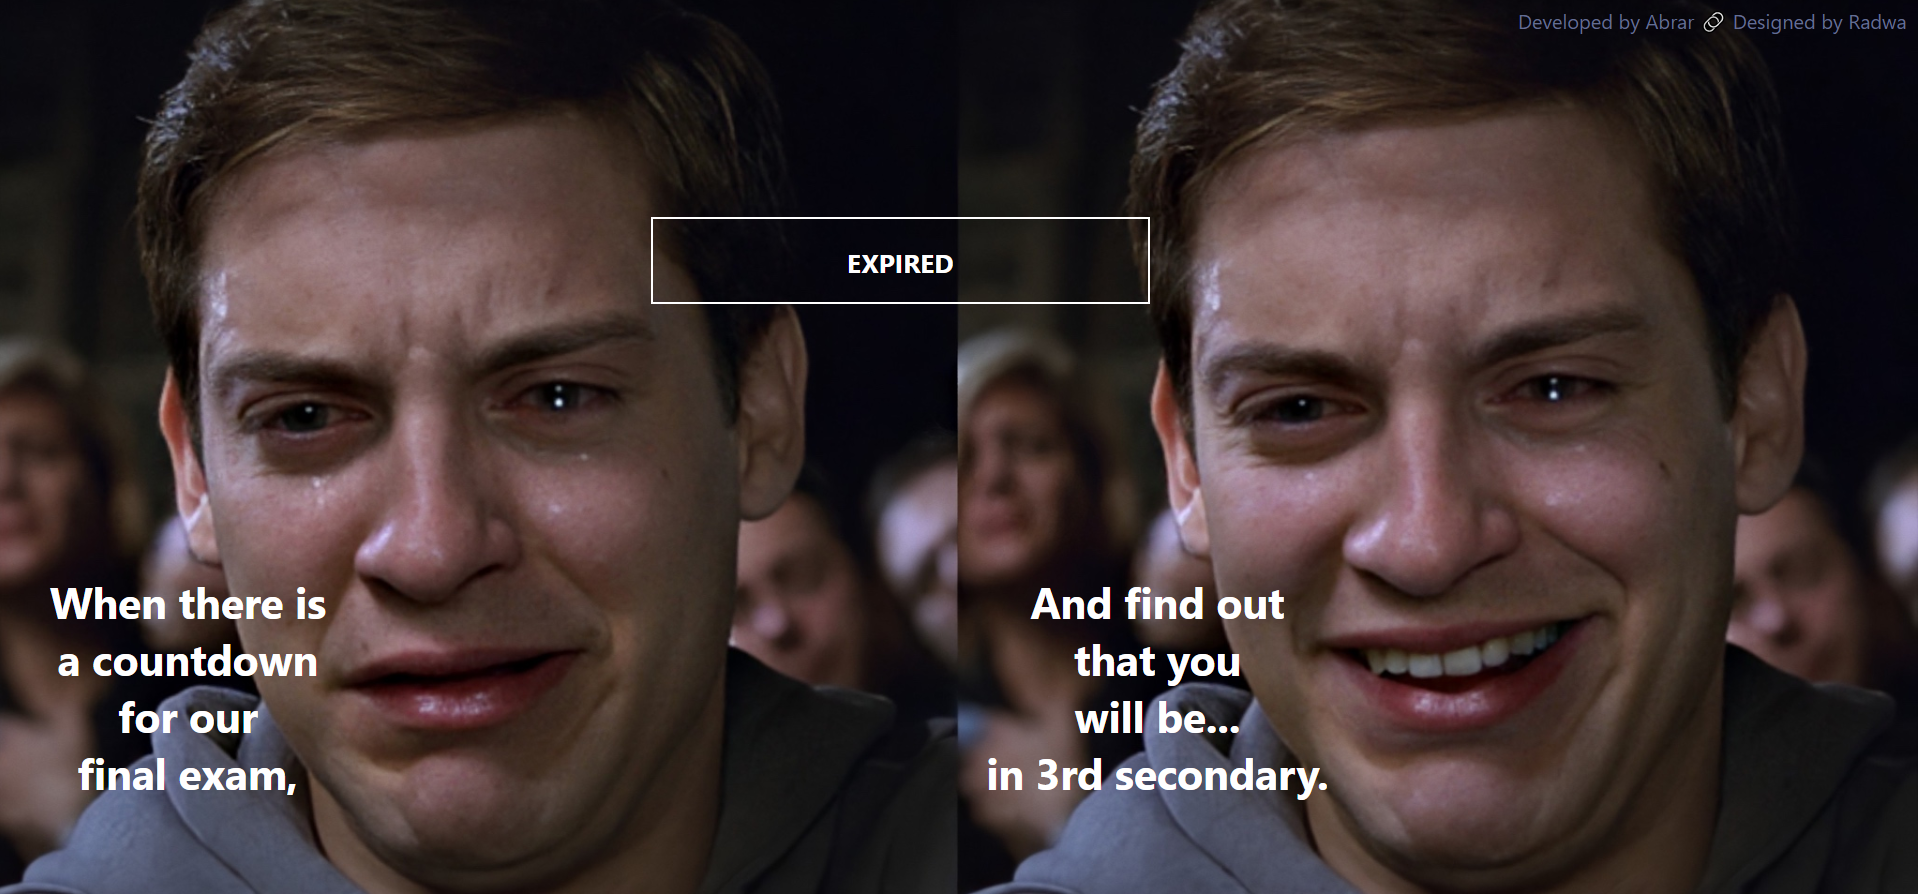 Developed by Abrar Designed by Radwa
EXPIRED
When there is
a countdown
for our
final exam,
And find out
that you
will be...
in 3rd secondary.